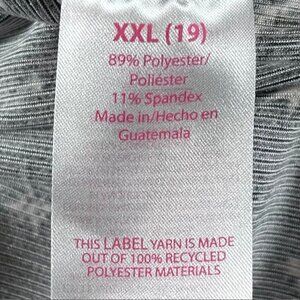 XXL (19)
89% Polyester/
Poliéster
11% Spandex
Made in/Hecho en
Guatemala
THIS LABEL YARN IS MADE
OUT OF 100% RECYCLED
POLYESTER MATERIALS